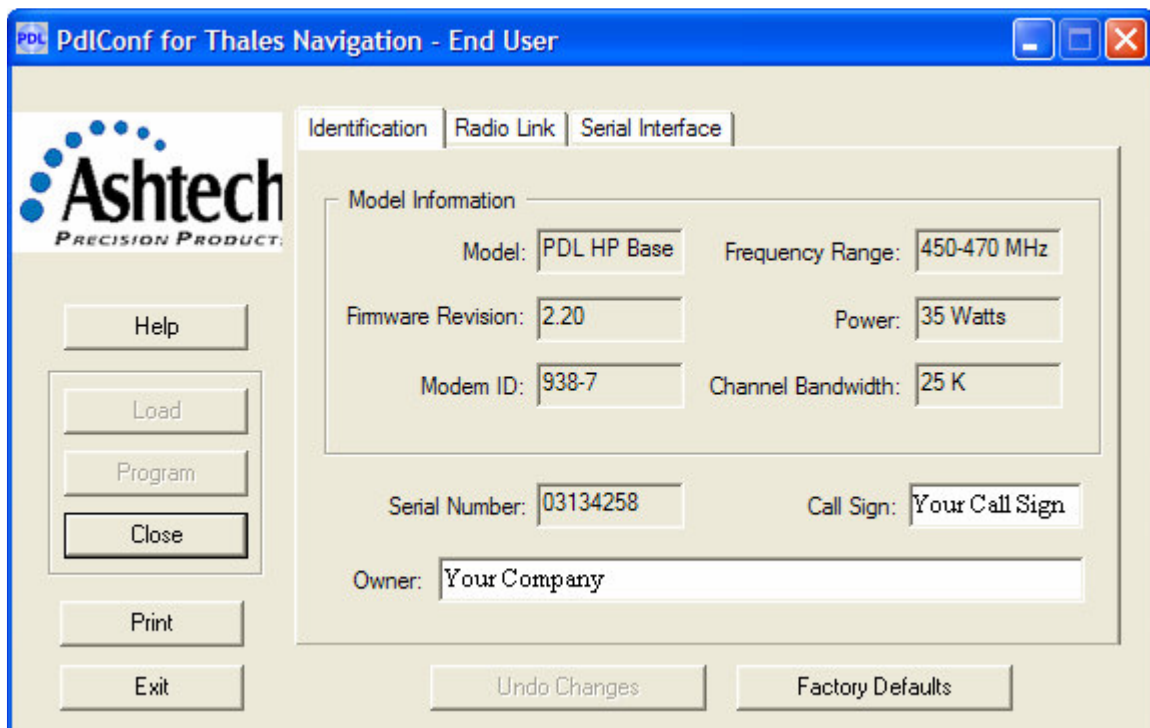 PDL PdlConf for Thales Navigation - End User
Ashtech
PRECISION PRODUCT
Identification Radio Link Serial Interface
Model Information
Model: PDL HP Base Frequency Range: 450-470 MHz
Firmware Revision: 2.20 Power: 35 Watts
Modem ID: 938-7 Channel Bandwidth: 25 K
Serial Number: 03134258 Call Sign: Your Call Sign
Owner: Your Company
Help
Load
Program
Close
Print
Exit
Undo Changes Factory Defaults